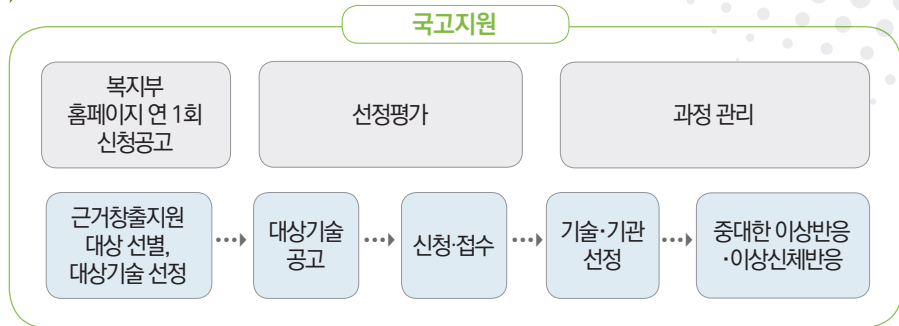 국고지원
복지부
홈페이지 연 1회
신청공고
선정평가
과정 관리
근거창출지원
대상 선별,
대상기술 선정
대상기술
공고
신청·접수
기술·기관
선정
중대한 이상반응
·이상신체반응